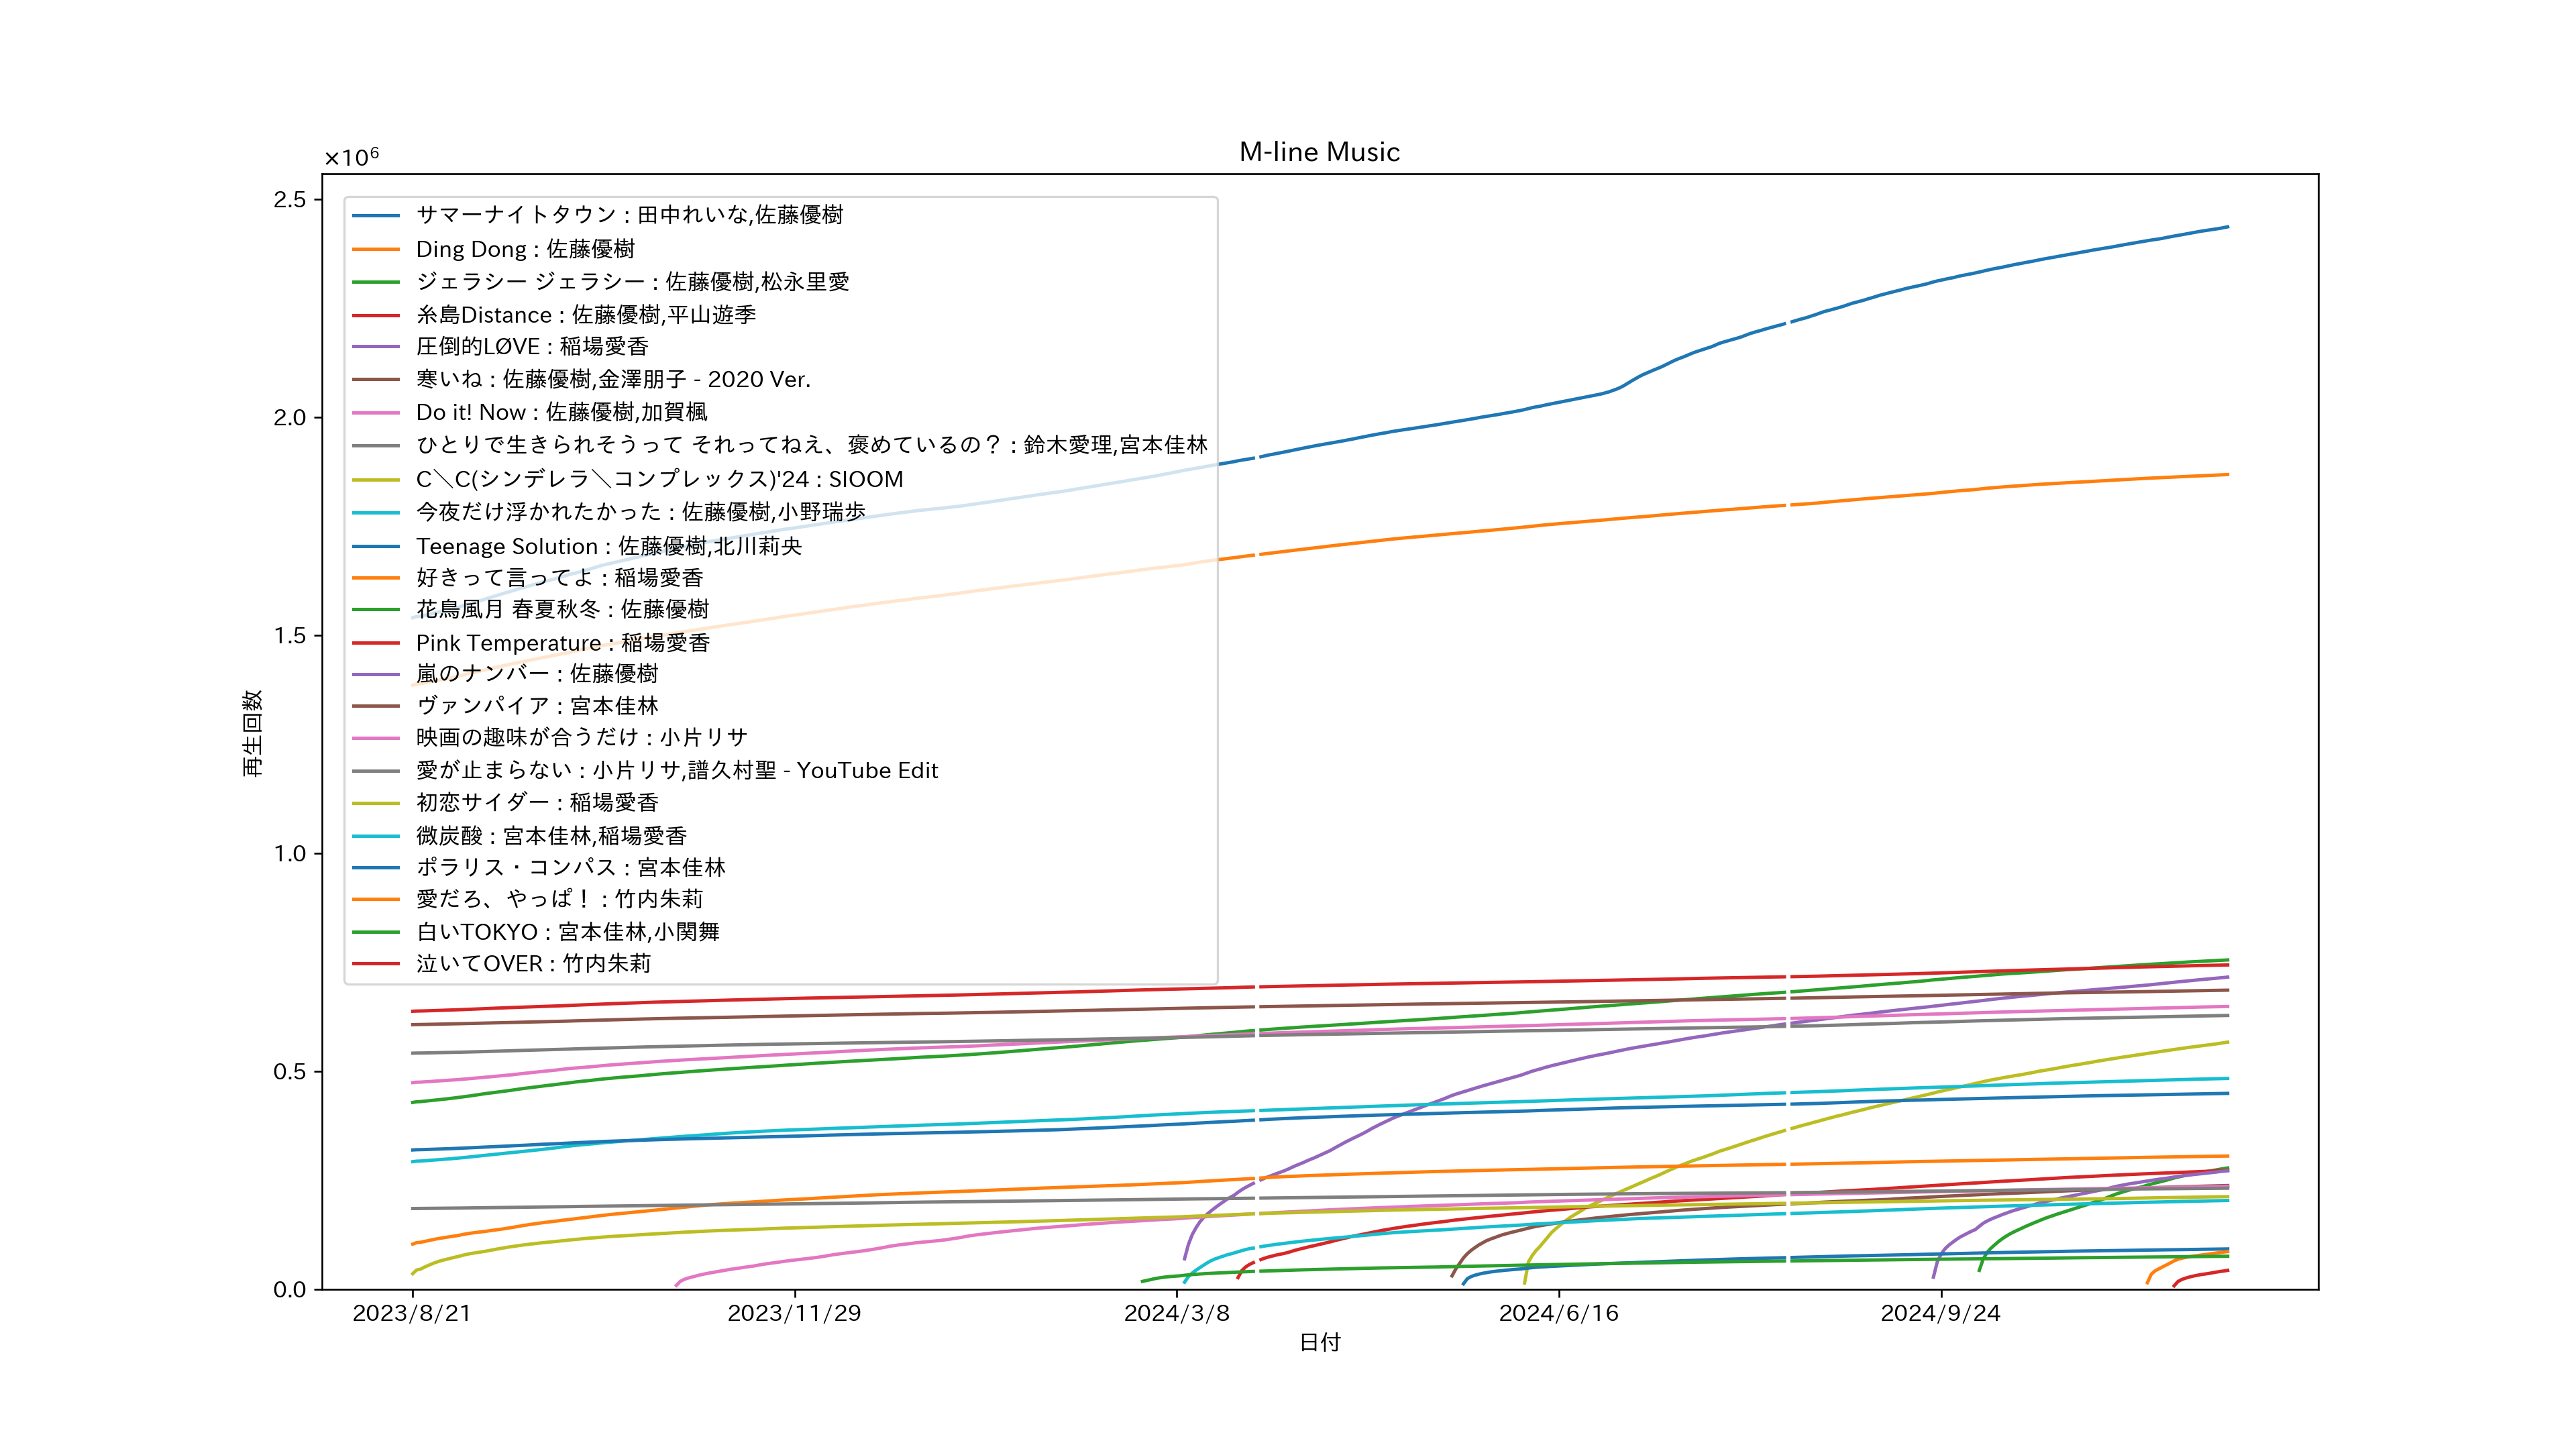 M-line Music
×10⁶
2.5
2.0
1.5
1.0
0.5
0.0
再生回数
サマーナイトタウン : 田中れいな,佐藤優樹
Ding Dong : 佐藤優樹
ジェラシー ジェラシー : 佐藤優樹,松永里愛
糸島Distance : 佐藤優樹,平山遊季
圧倒的LØVE : 稲場愛香
寒いね : 佐藤優樹,金澤朋子 - 2020 Ver.
Do it! Now : 佐藤優樹,加賀楓
ひとりで生きられそうって それってねえ、褒めているの？ : 鈴木愛理,宮本佳林
C＼C(シンデレラ＼コンプレックス)'24 : SIOOM
今夜だけ浮かれたかった : 佐藤優樹,小野瑞歩
Teenage Solution : 佐藤優樹,北川莉央
好きって言ってよ : 稲場愛香
花鳥風月 春夏秋冬 : 佐藤優樹
Pink Temperature : 稲場愛香
嵐のナンバー : 佐藤優樹
ヴァンパイア : 宮本佳林
映画の趣味が合うだけ : 小片リサ
愛が止まらない : 小片リサ,譜久村聖 - YouTube Edit
初恋サイダー : 稲場愛香
微炭酸 : 宮本佳林,稲場愛香
ポラリス・コンパス : 宮本佳林
愛だろ、やっぱ！ : 竹内朱莉
白いTOKYO : 宮本佳林,小関舞
泣いてOVER : 竹内朱莉
2023/8/21
2023/11/29
2024/3/8
2024/6/16
2024/9/24
日付